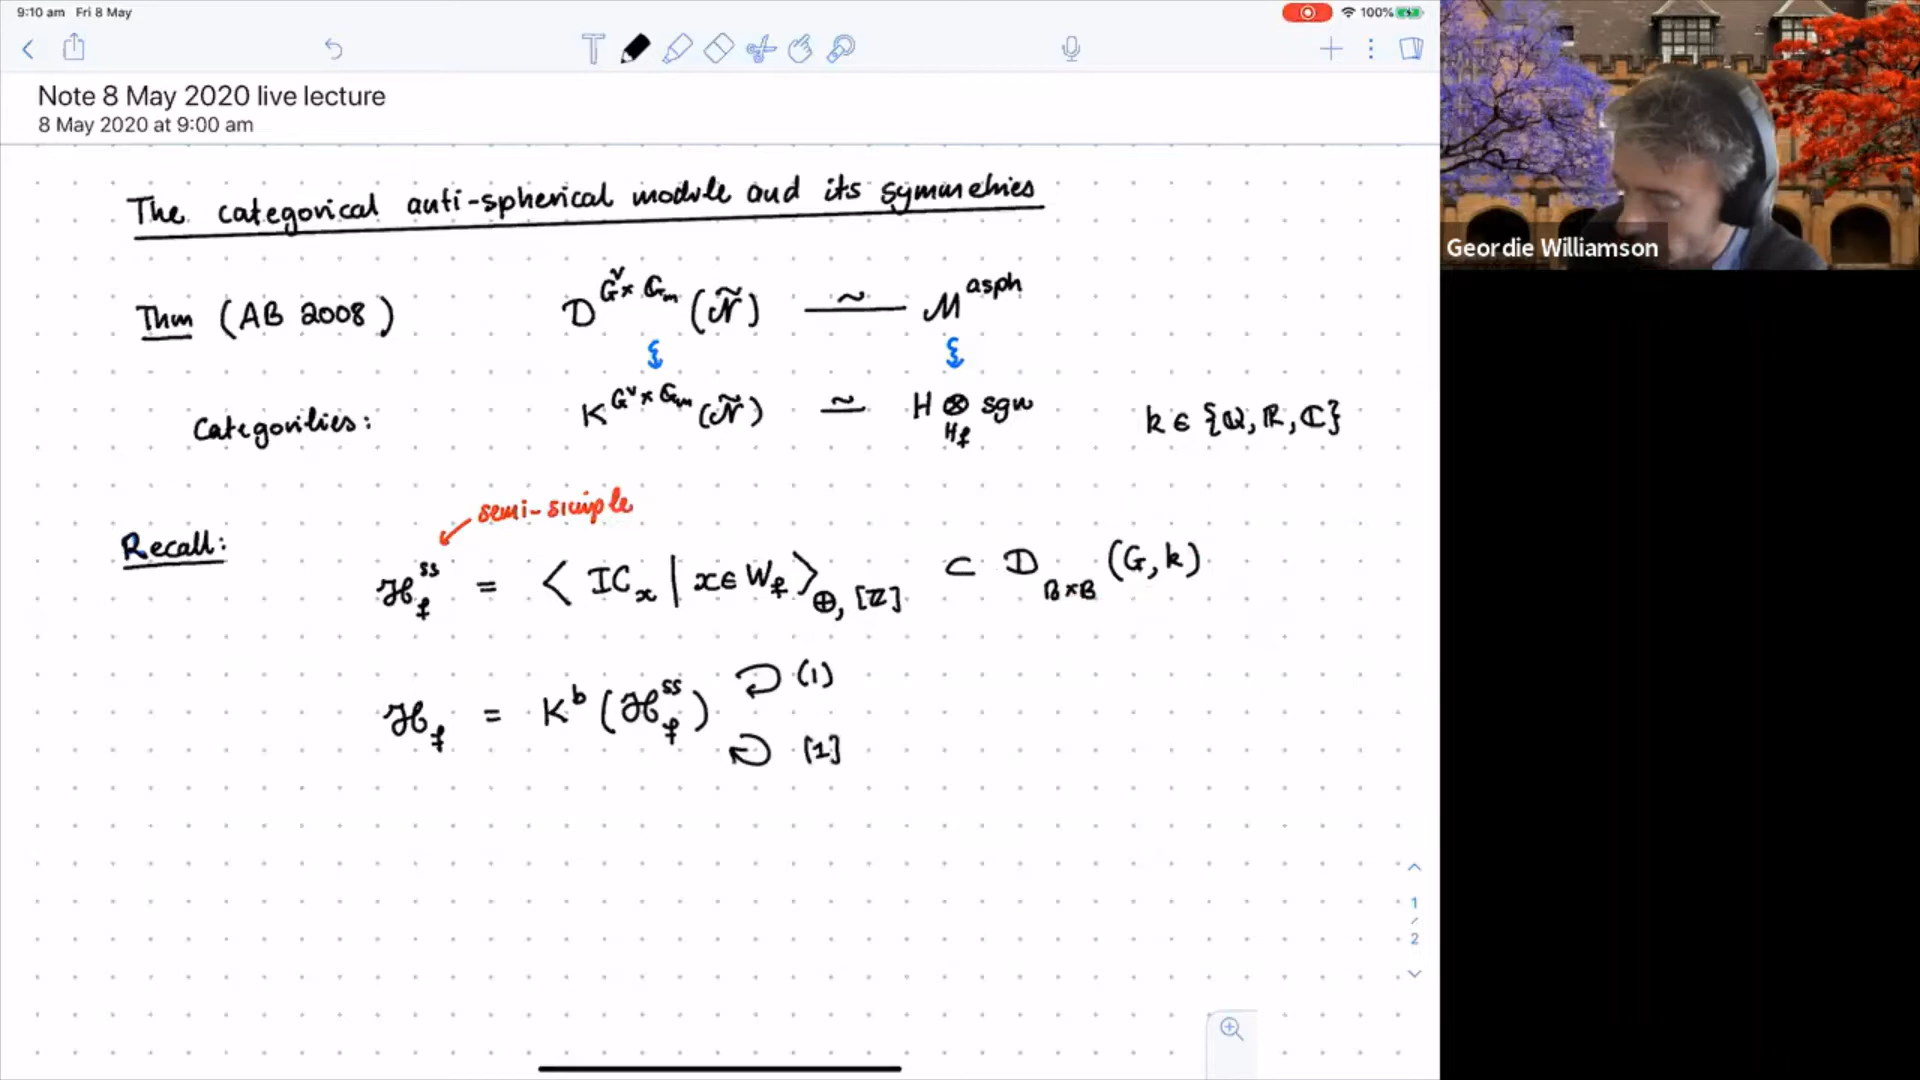 9:10 am Fri 8 May
100%
Note 8 May 2020 live lecture
8 May 2020 at 9:00 am
Geordie Williamson
The categorical anti-spherical module and its symmetries
Thm (AB 2008) D^{G^∨ × G_m}(Ñ) ≃ M^{asph}
Categorifies: K^{G^∨ × G_m}(Ñ) ≃ H ⊗_{H_f} sgn k ∈ {Q, R, C}
semi-simple
Recall: H_f^{ss} = ⟨ IC_x | x ∈ W_f ⟩_{⊕, [Z]} ⊂ D_{B×B}(G, k)
H_f = K^b(H_f^{ss}) (1)
[1]
1
/
2